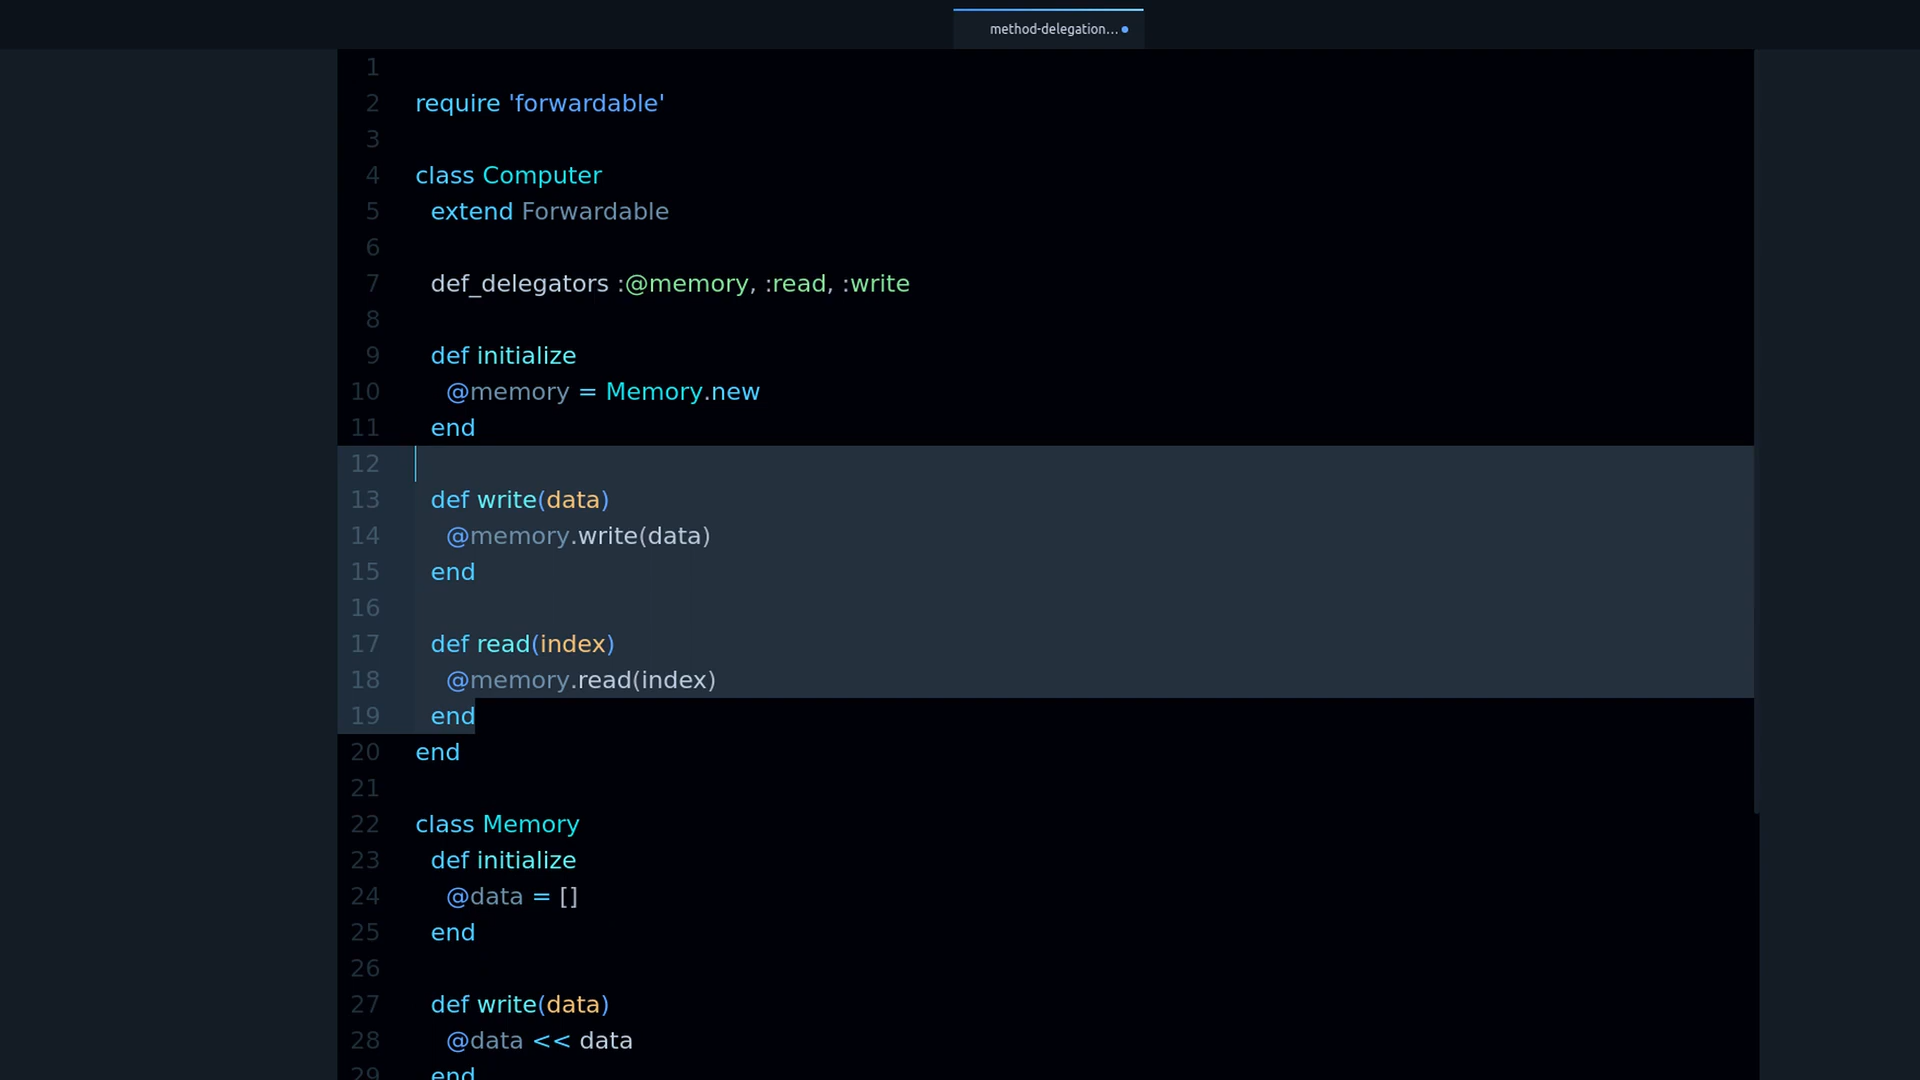 method-delegation...
1
2 require 'forwardable'
3
4 class Computer
5 extend Forwardable
6
7 def_delegators :@memory, :read, :write
8
9 def initialize
10 @memory = Memory.new
11 end
12
13 def write(data)
14 @memory.write(data)
15 end
16
17 def read(index)
18 @memory.read(index)
19 end
20 end
21
22 class Memory
23 def initialize
24 @data = []
25 end
26
27 def write(data)
28 @data << data
29 end